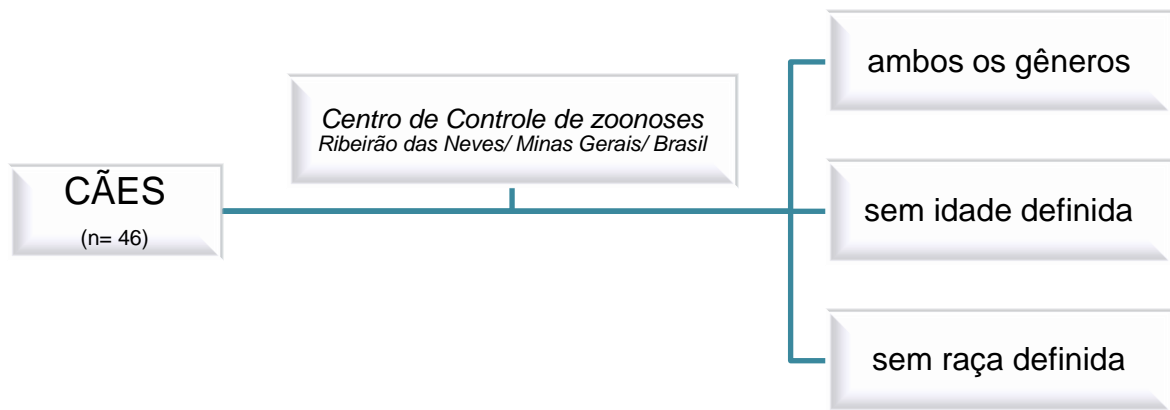 CÃES
(n= 46)
Centro de Controle de zoonoses
Ribeirão das Neves/ Minas Gerais/ Brasil
ambos os gêneros
sem idade definida
sem raça definida